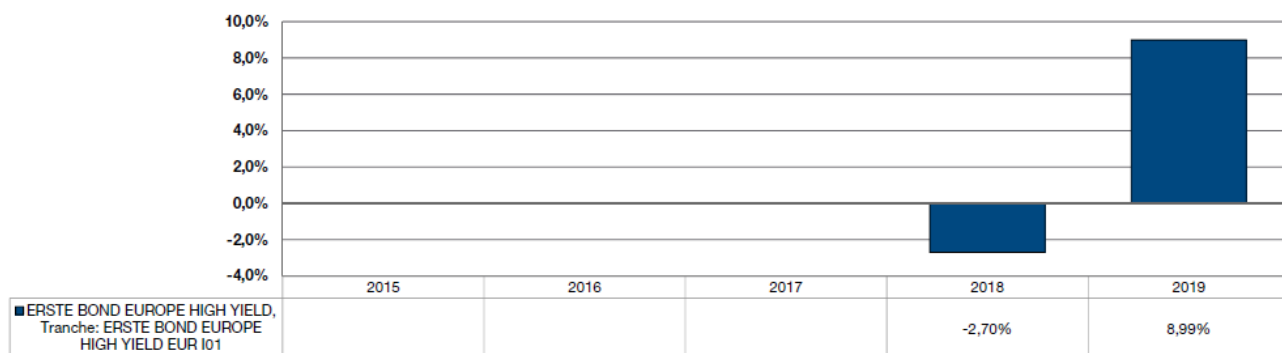 10,0%
8,0%
6,0%
4,0%
2,0%
0,0%
-2,0%
-4,0%
2015 2016 2017 2018 2019
ERSTE BOND EUROPE HIGH YIELD,
Tranche: ERSTE BOND EUROPE
HIGH YIELD EUR I01
-2,70% 8,99%